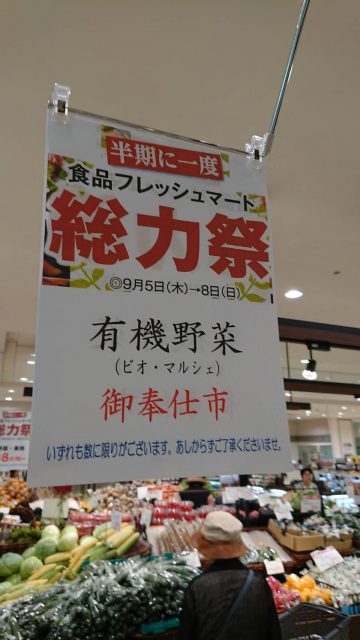 半期に一度
食品フレッシュマート
総力祭
◎9月5日(木)→8日(日)
有機野菜
(ビオ・マルシェ)
御奉仕市
いずれも数に限りがございます。あしからずご了承くださいませ。
総力祭